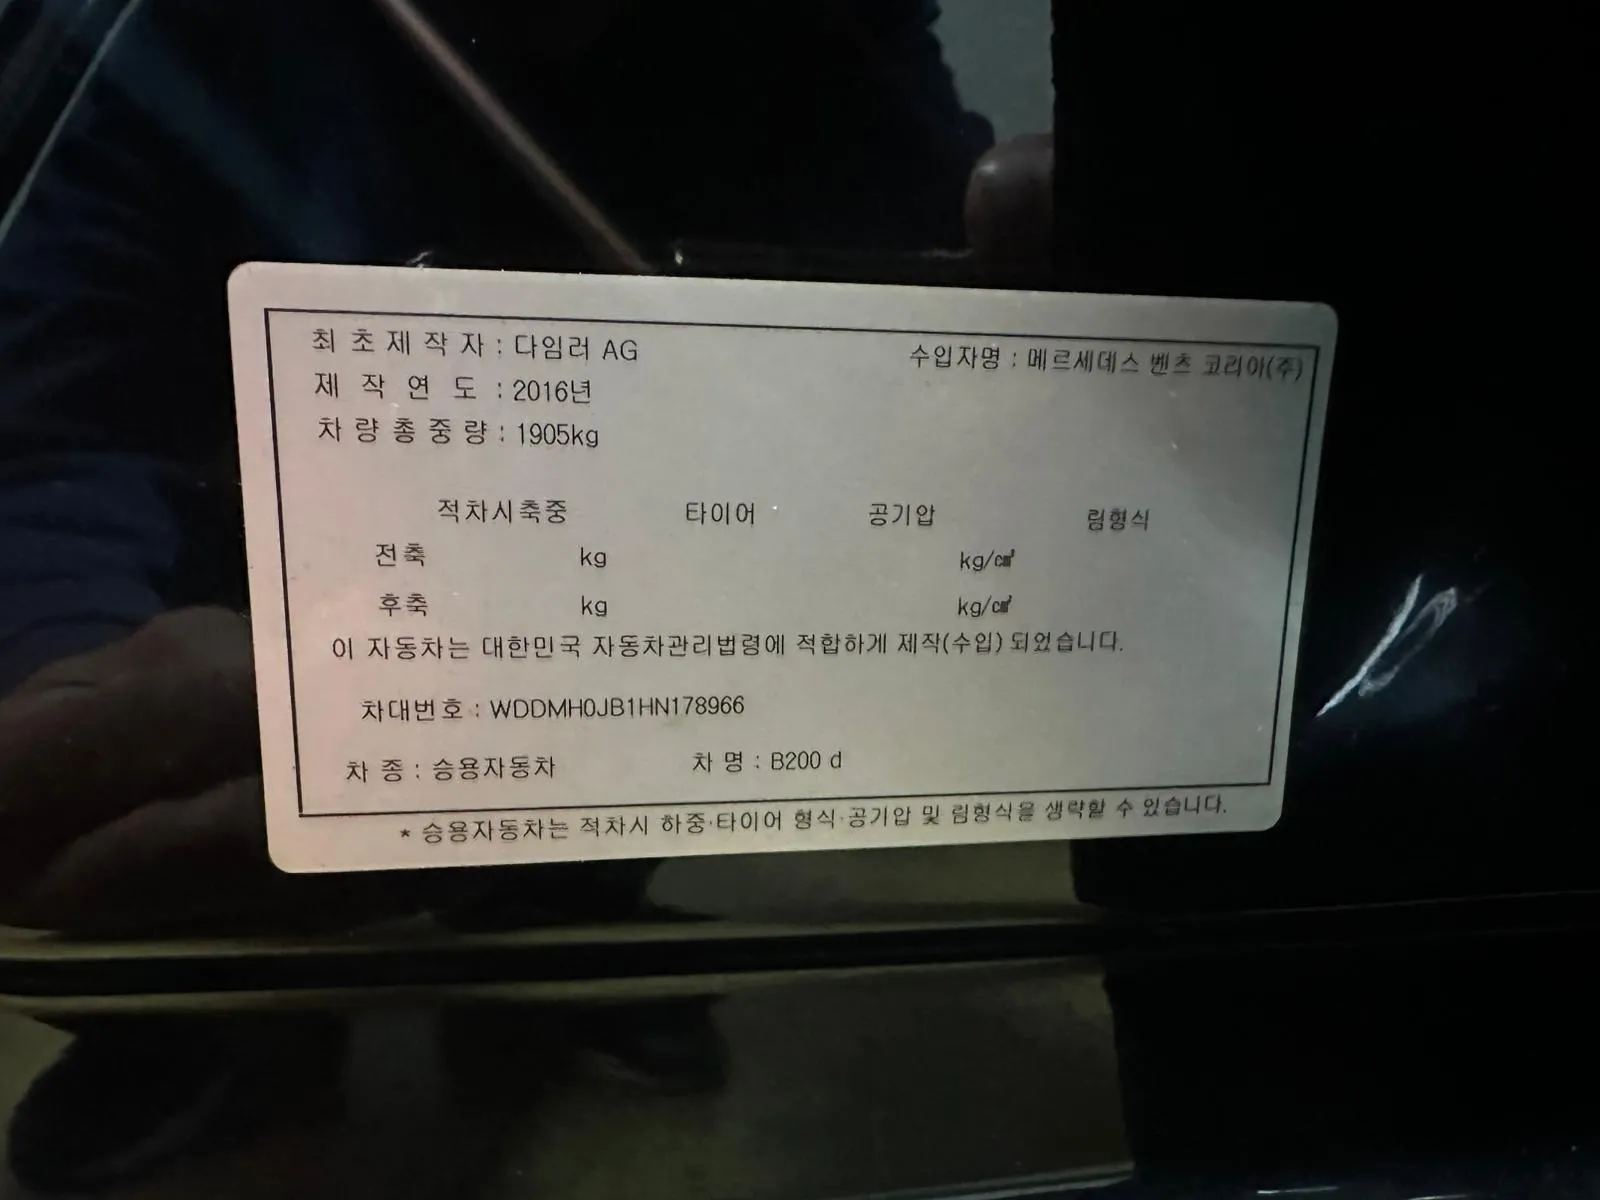 최초제작자 : 다임러 AG
수입자명 : 메르세데스 벤츠 코리아(주)
제작연도 : 2016년
차량총중량 : 1905kg
적차시축중 타이어 공기압 림형식
전축 kg kg/㎠
후축 kg kg/㎠
이 자동차는 대한민국 자동차관리법령에 적합하게 제작(수입) 되었습니다.
차대번호 : WDDMH0JB1HN178966
차 종 : 승용자동차 차 명 : B200 d
* 승용자동차는 적차시 하중·타이어 형식·공기압 및 림형식을 생략할 수 있습니다.